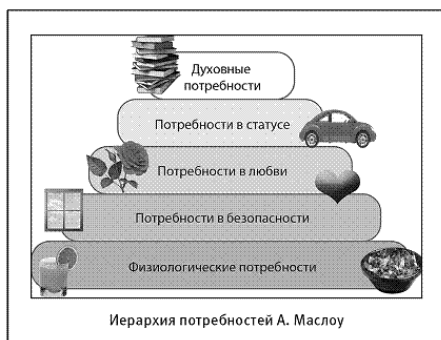 Духовные
потребности
Потребности в статусе
Потребности в любви
Потребности в безопасности
Физиологические потребности
Иерархия потребностей А. Маслоу